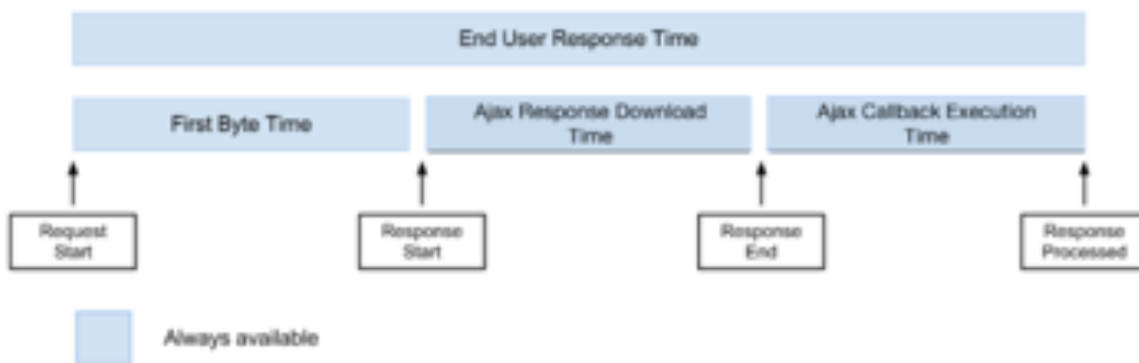 End User Response Time
First Byte Time
Ajax Response Download
Time
Ajax Callback Execution
Time
Request
Start
Response
Start
Response
End
Response
Processed
Always available